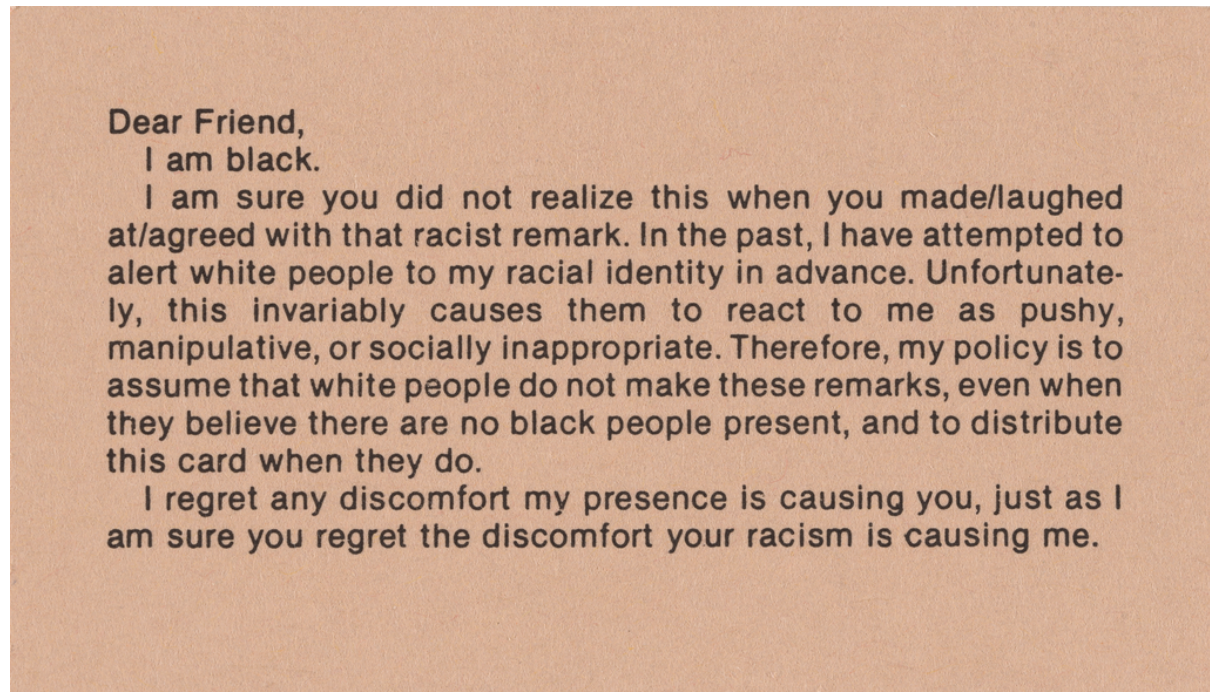 Dear Friend,
I am black.
I am sure you did not realize this when you made/laughed
at/agreed with that racist remark. In the past, I have attempted to
alert white people to my racial identity in advance. Unfortunate-
ly, this invariably causes them to react to me as pushy,
manipulative, or socially inappropriate. Therefore, my policy is to
assume that white people do not make these remarks, even when
they believe there are no black people present, and to distribute
this card when they do.
I regret any discomfort my presence is causing you, just as I
am sure you regret the discomfort your racism is causing me.